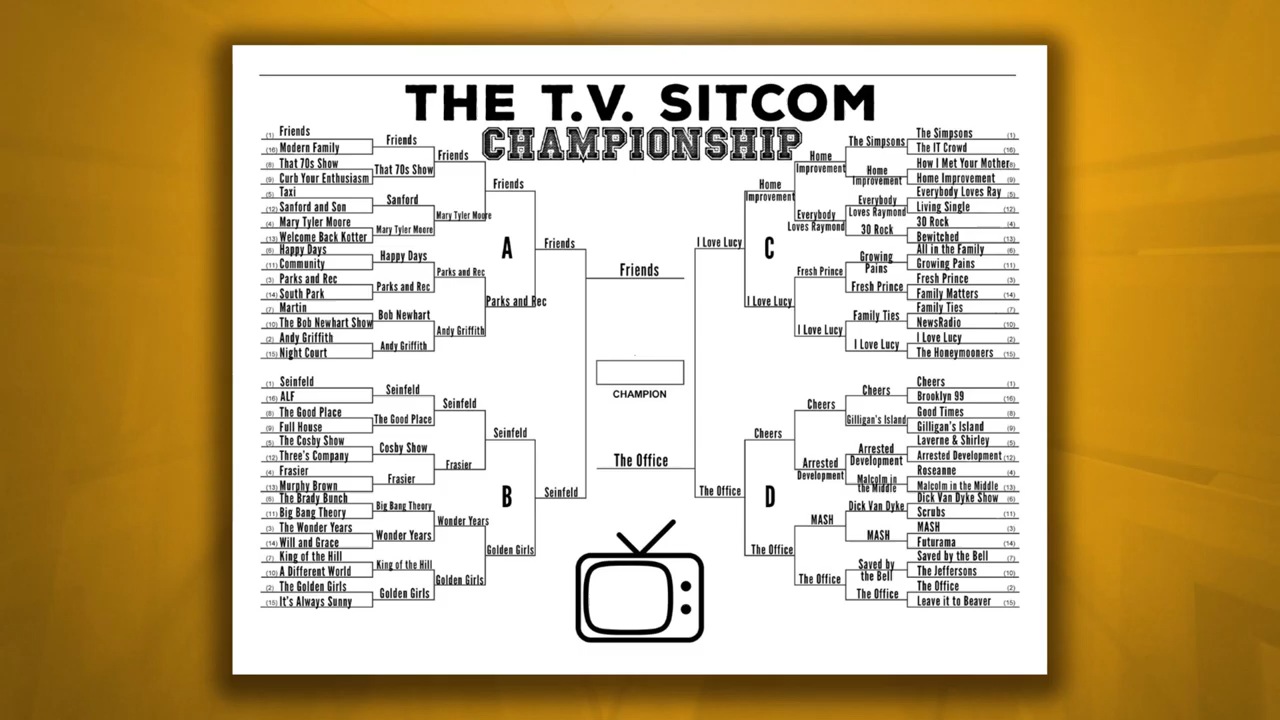 THE T.V. SITCOM
CHAMPIONSHIP
(1) Friends
(16) Modern Family
(8) That 70s Show
(9) Curb Your Enthusiasm
(5) Taxi
(12) Sanford and Son
(4) Mary Tyler Moore
(13) Welcome Back Kotter
(6) Happy Days
(11) Community
(3) Parks and Rec
(14) South Park
(7) Martin
(10) The Bob Newhart Show
(2) Andy Griffith
(15) Night Court
Friends
That 70s Show
Sanford
Mary Tyler Moore
Happy Days
Parks and Rec
Bob Newhart
Andy Griffith
Friends
Mary Tyler Moore
Parks and Rec
Andy Griffith
Friends
Parks and Rec
A
Friends
(1) Seinfeld
(16) ALF
(8) The Good Place
(9) Full House
(5) The Cosby Show
(12) Three's Company
(4) Frasier
(13) Murphy Brown
(6) The Brady Bunch
(11) Big Bang Theory
(3) The Wonder Years
(14) Will and Grace
(7) King of the Hill
(10) A Different World
(2) The Golden Girls
(15) It's Always Sunny
Seinfeld
The Good Place
Cosby Show
Frasier
Big Bang Theory
Wonder Years
King of the Hill
Golden Girls
Seinfeld
Frasier
Wonder Years
Golden Girls
Seinfeld
Golden Girls
B
Seinfeld
Friends
CHAMPION
The Office
I Love Lucy
C
Home
Improvement
I Love Lucy
Home
Improvement
Everybody
Loves Raymond
Fresh Prince
I Love Lucy
The Simpsons
Home
Improvement
Everybody
Loves Raymond
30 Rock
Growing
Pains
Fresh Prince
Family Ties
I Love Lucy
The Simpsons (1)
The IT Crowd (16)
How I Met Your Mother (8)
Home Improvement (9)
Everybody Loves Ray (5)
Living Single (12)
30 Rock (4)
Bewitched (13)
All in the Family (6)
Growing Pains (11)
Fresh Prince (3)
Family Matters (14)
Family Ties (7)
NewsRadio (10)
I Love Lucy (2)
The Honeymooners (15)
The Office
D
Cheers
The Office
Cheers
Arrested
Development
MASH
The Office
Cheers
Gilligan's Island
Arrested
Development
Malcolm in
the Middle
Dick Van Dyke
MASH
Saved by
the Bell
The Office
Cheers (1)
Brooklyn 99 (16)
Good Times (8)
Gilligan's Island (9)
Laverne & Shirley (5)
Arrested Development (12)
Roseanne (4)
Malcolm in the Middle (13)
Dick Van Dyke Show (6)
Scrubs (11)
MASH (3)
Futurama (14)
Saved by the Bell (7)
The Jeffersons (10)
The Office (2)
Leave it to Beaver (15)